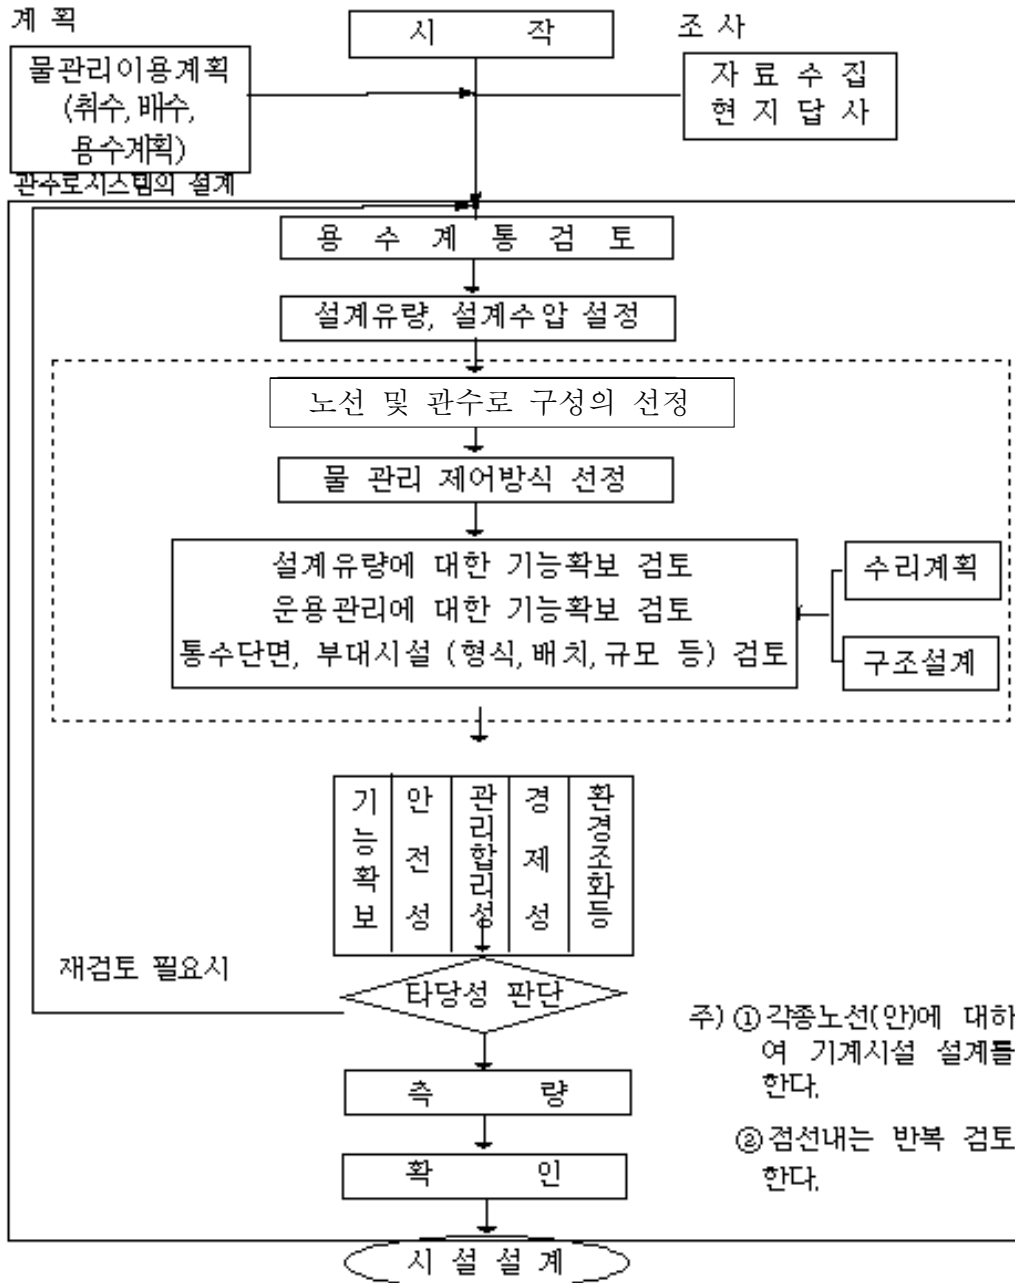 계 획
시 작
조 사
물관리이용계획
(취수, 배수,
용수계획)
자 료 수 집
현 지 답 사
관수로시스템의 설계
용 수 계 통 검 토
설계유량, 설계수압 설정
노선 및 관수로 구성의 선정
물 관리 제어방식 선정
설계유량에 대한 기능확보 검토
운용관리에 대한 기능확보 검토
통수단면, 부대시설 (형식, 배치, 규모 등) 검토
수리계획
구조설계
기능확보
안전성
관리합리성
경제성
환경조화등
재검토 필요시
타당성 판단
주) ① 각종노선(안)에 대하
여 기계시설 설계를
한다.
② 점선내는 반복 검토
한다.
측 량
확 인
시 설 설 계